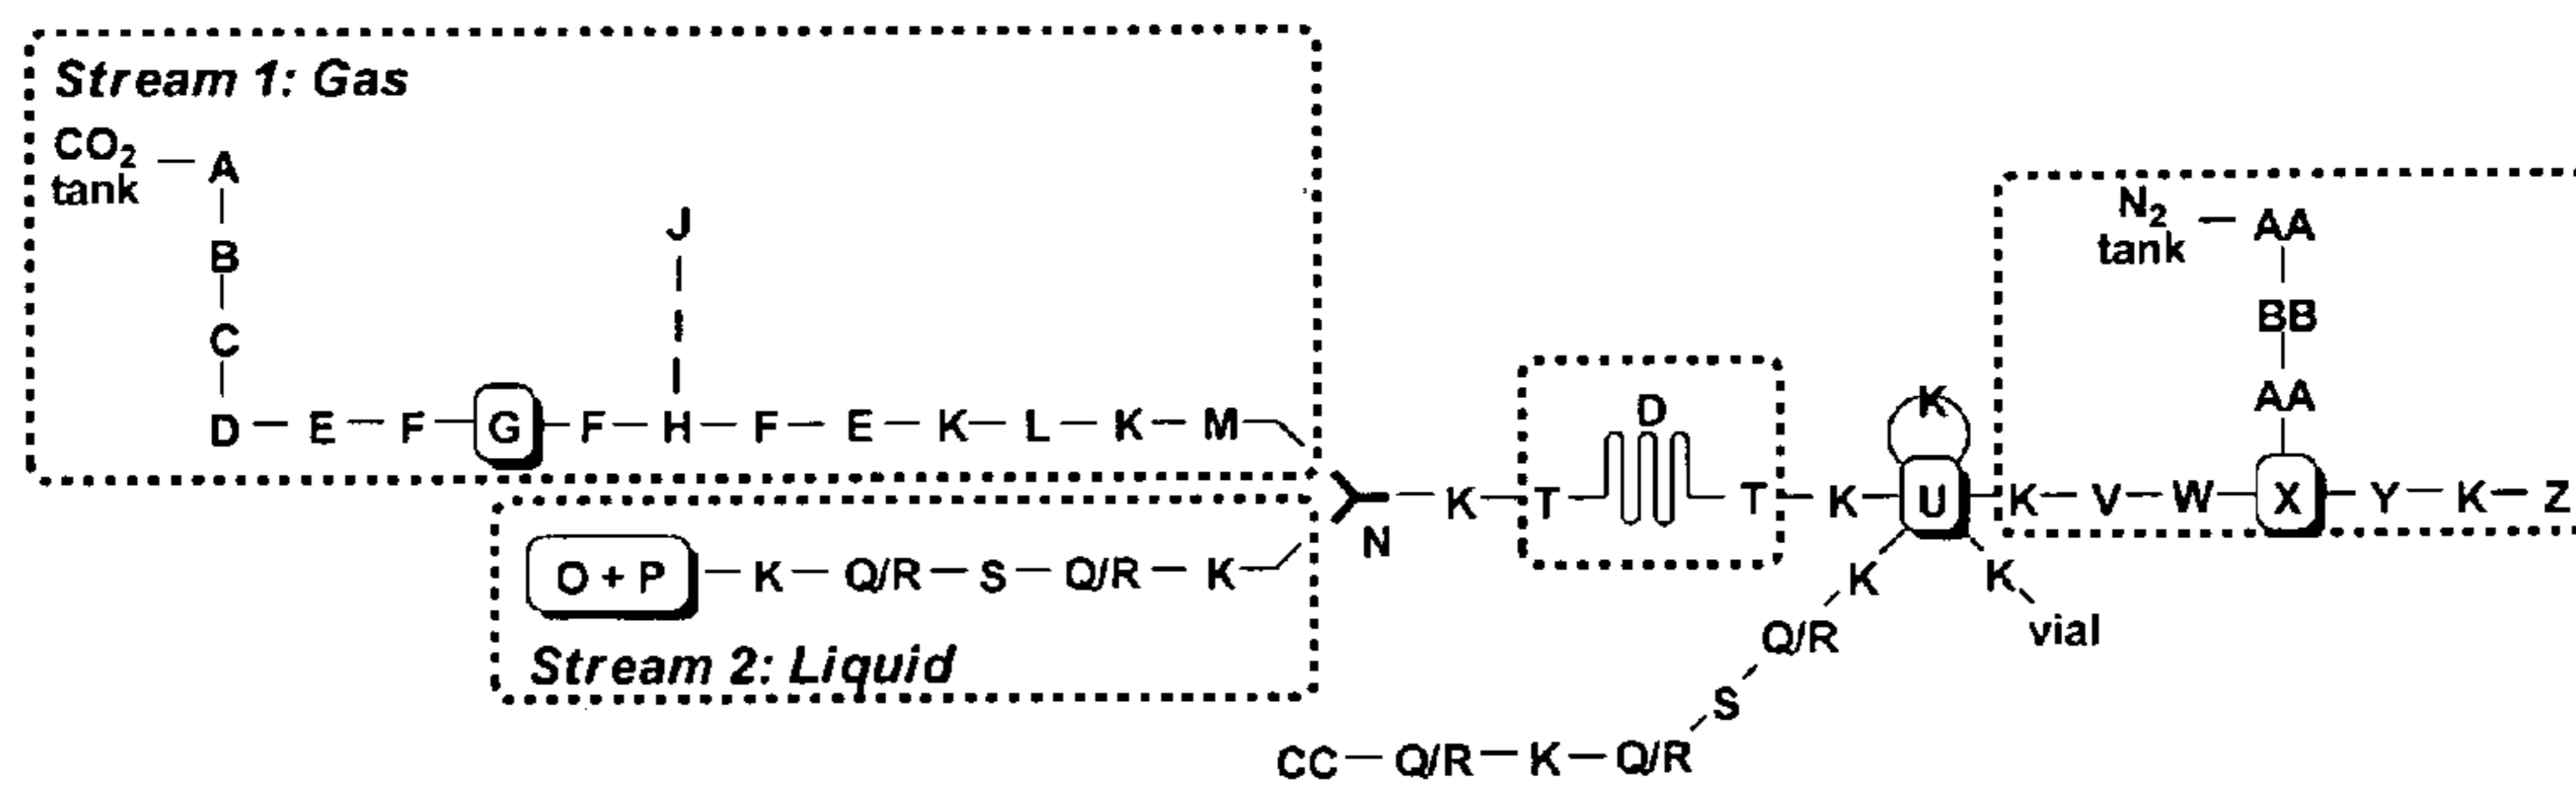 Stream 1: Gas
CO2 — A
tank
B
C
J
I
D — E — F — G — F — H — F — E — K — L — K — M
N
O + P — K — Q/R — S — Q/R — K
Stream 2: Liquid
K — T — D — T — K — U — K — V — W — X — Y — K — Z
K
N2 — AA
tank
BB
AA
K
K
Q/R
vial
S
CC — Q/R — K — Q/R